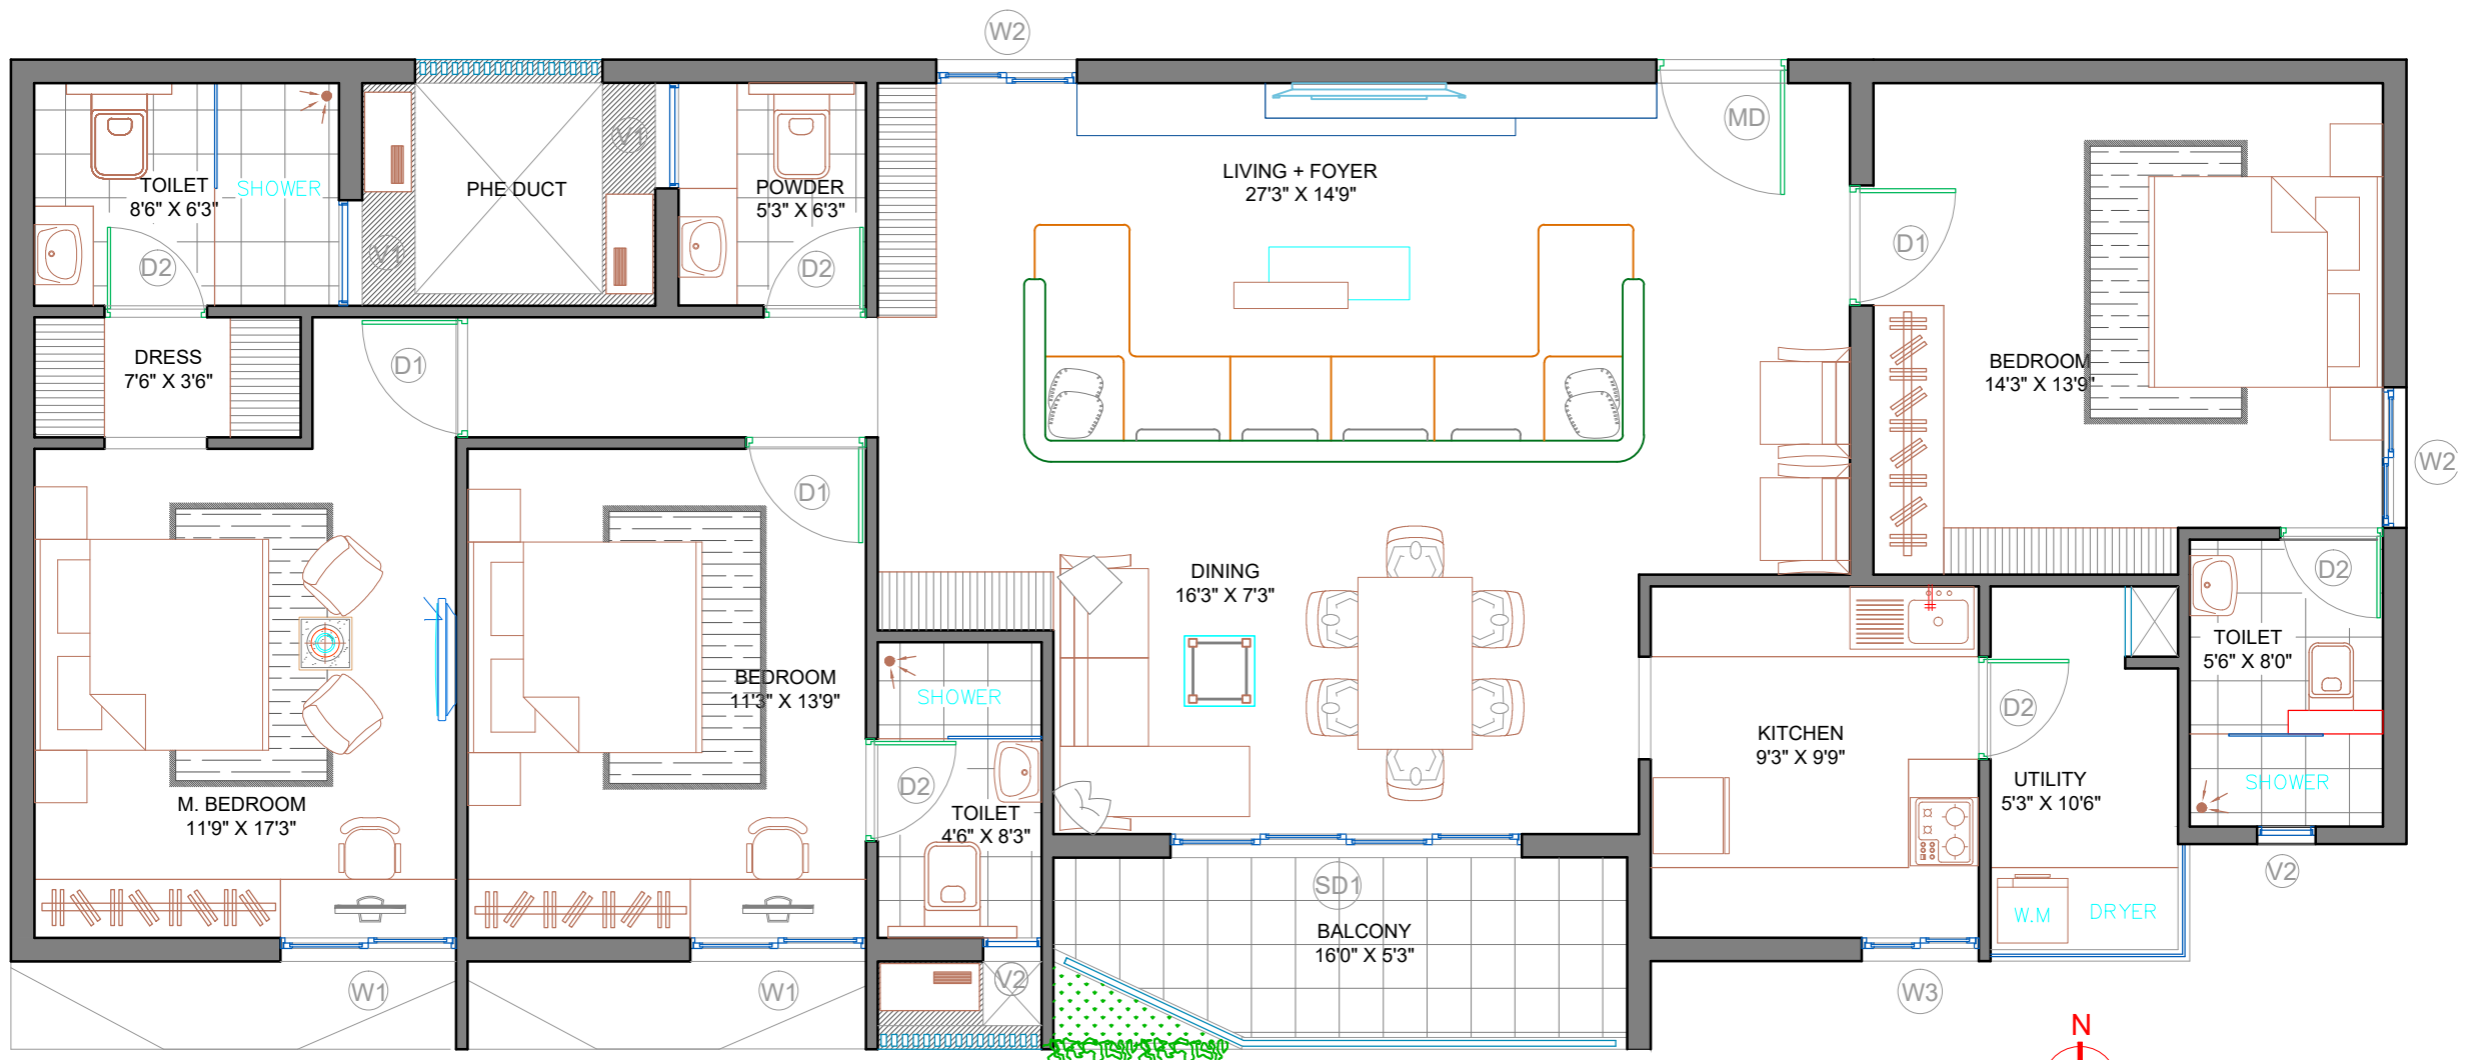 W2
MD
TOILET
8'6" X 6'3"
SHOWER
D2
V1
PHE DUCT
V1
POWDER
5'3" X 6'3"
D2
LIVING + FOYER
27'3" X 14'9"
D1
BEDROOM
14'3" X 13'9"
W2
DRESS
7'6" X 3'6"
D1
D1
M. BEDROOM
11'9" X 17'3"
BEDROOM
11'3" X 13'9"
SHOWER
D2
TOILET
4'6" X 8'3"
DINING
16'3" X 7'3"
KITCHEN
9'3" X 9'9"
D2
UTILITY
5'3" X 10'6"
D2
TOILET
5'6" X 8'0"
SHOWER
V2
W.M
DRYER
SD1
BALCONY
16'0" X 5'3"
W1
W1
V2
W3
N